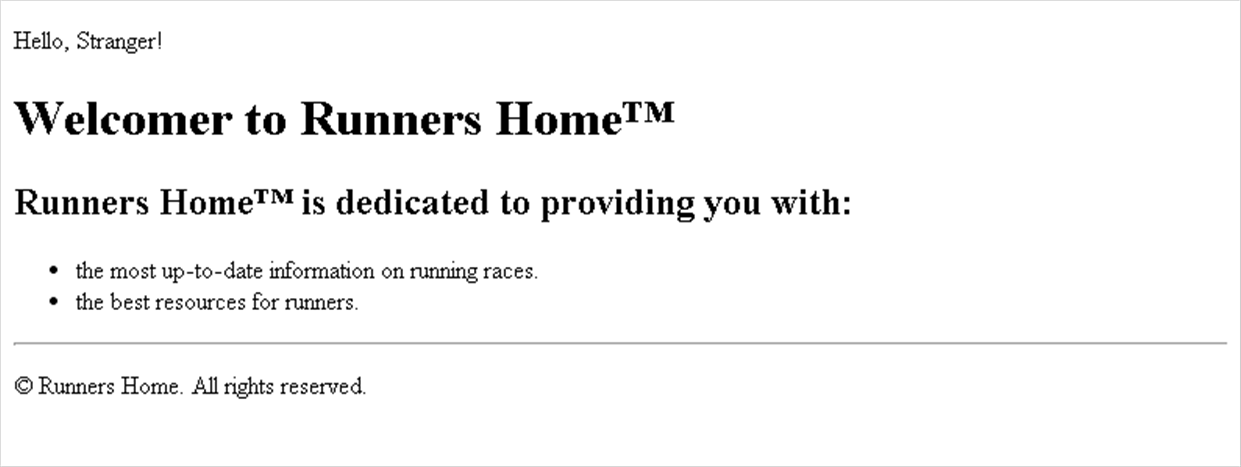 Hello, Stranger!
Welcomer to Runners Home™
Runners Home™ is dedicated to providing you with:
• the most up-to-date information on running races.
• the best resources for runners.
© Runners Home. All rights reserved.